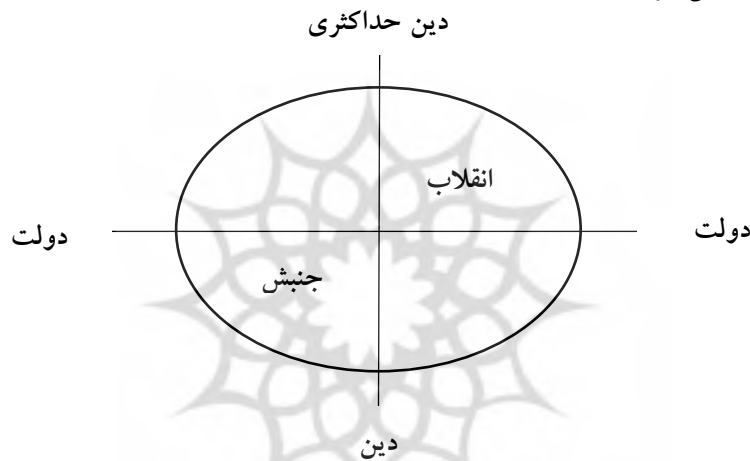 دین حداکثری
انقلاب
دولت
دولت
جنبش
دین